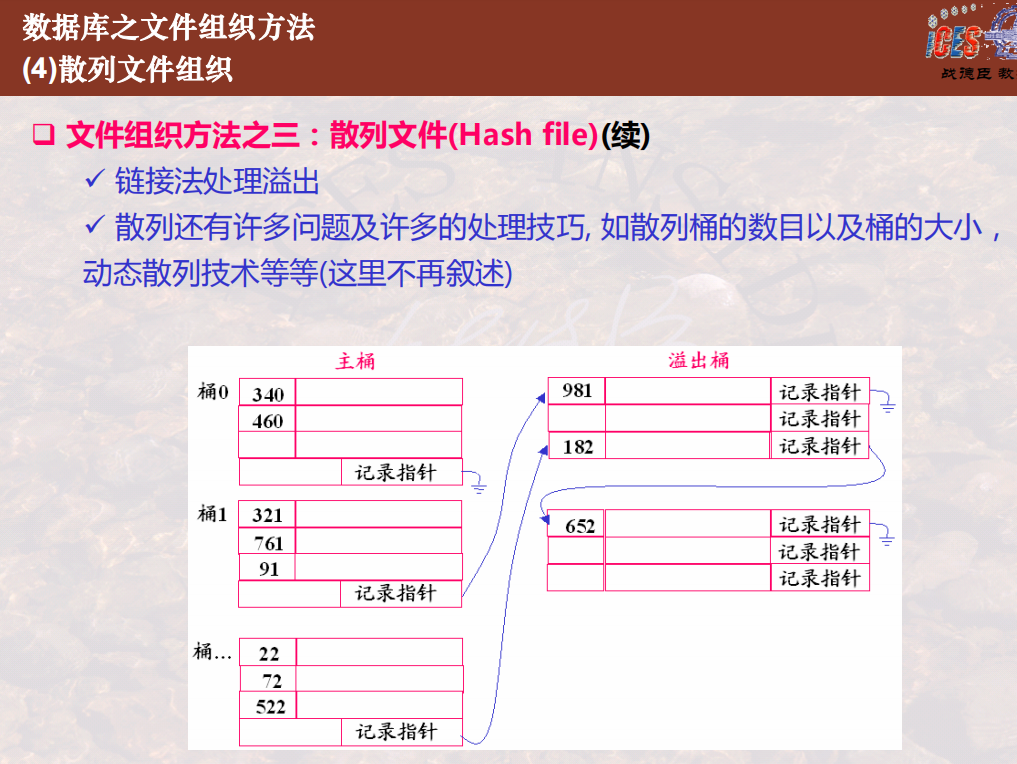 数据库之文件组织方法
(4)散列文件组织
ICES
战德臣 教
文件组织方法之三：散列文件(Hash file)(续)
链接法处理溢出
散列还有许多问题及许多的处理技巧, 如散列桶的数目以及桶的大小，
动态散列技术等等(这里不再叙述)
主桶
桶0
340
460
记录指针
桶1
321
761
91
记录指针
桶…
22
72
522
记录指针
溢出桶
981
记录指针
记录指针
182
记录指针
652
记录指针
记录指针
记录指针